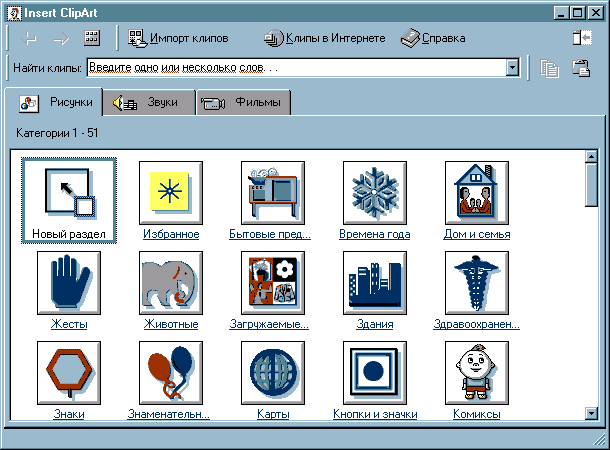 Insert ClipArt
Импорт клипов Клипы в Интернете Справка
Найти клипы: Введите одно или несколько слов. . .
Рисунки Звуки Фильмы
Категории 1 - 51
Новый раздел Избранное Бытовые пред... Времена года Дом и семья
Жесты Животные Загружаемые... Здания Здравоохранен...
Знаки Знаменательн... Карты Кнопки и значки Комиксы